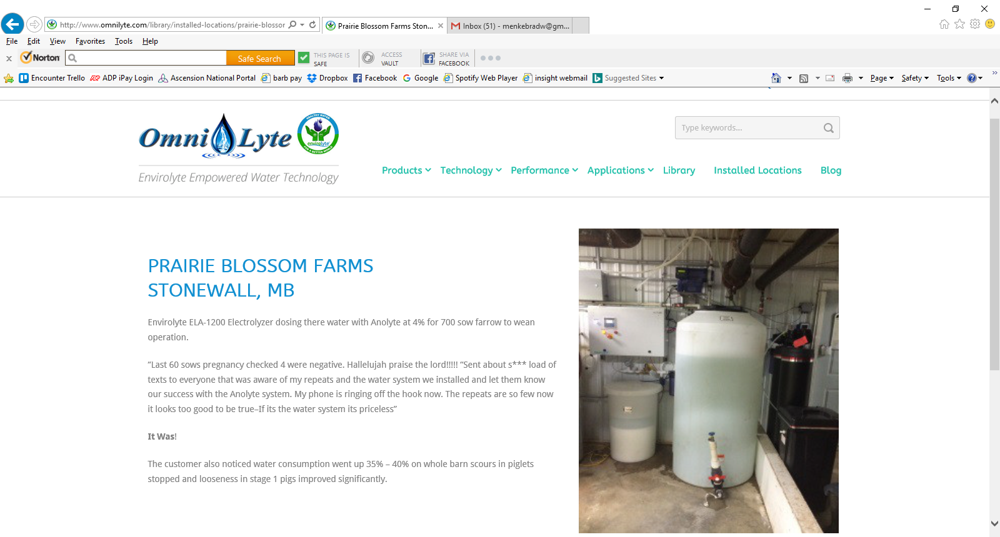 http://www.omnilyte.com/library/installed-locations/prairie-blossor
Prairie Blossom Farms Ston...
Inbox (51) - menkebradw@gm...
File Edit View Favorites Tools Help
Norton
Safe Search
THIS PAGE IS
SAFE
ACCESS
VAULT
SHARE VIA
FACEBOOK
Encounter Trello ADP iPay Login Ascension National Portal barb pay Dropbox Facebook Google Spotify Web Player insight webmail Suggested Sites
Page Safety Tools
Omni Lyte
HEALTHY WATER
envirolyte
FOR A BETTER WORLD
Envirolyte Empowered Water Technology
Type keywords...
Products Technology Performance Applications Library Installed Locations Blog
PRAIRIE BLOSSOM FARMS
STONEWALL, MB
Envirolyte ELA-1200 Electrolyzer dosing there water with Anolyte at 4% for 700 sow farrow to wean
operation.
“Last 60 sows pregnancy checked 4 were negative. Hallelujah praise the lord!!!!! “Sent about s*** load of
texts to everyone that was aware of my repeats and the water system we installed and let them know
our success with the Anolyte system. My phone is ringing off the hook now. The repeats are so few now
it looks too good to be true–If its the water system its priceless”
It Was!
The customer also noticed water consumption went up 35% – 40% on whole barn scours in piglets
stopped and looseness in stage 1 pigs improved significantly.